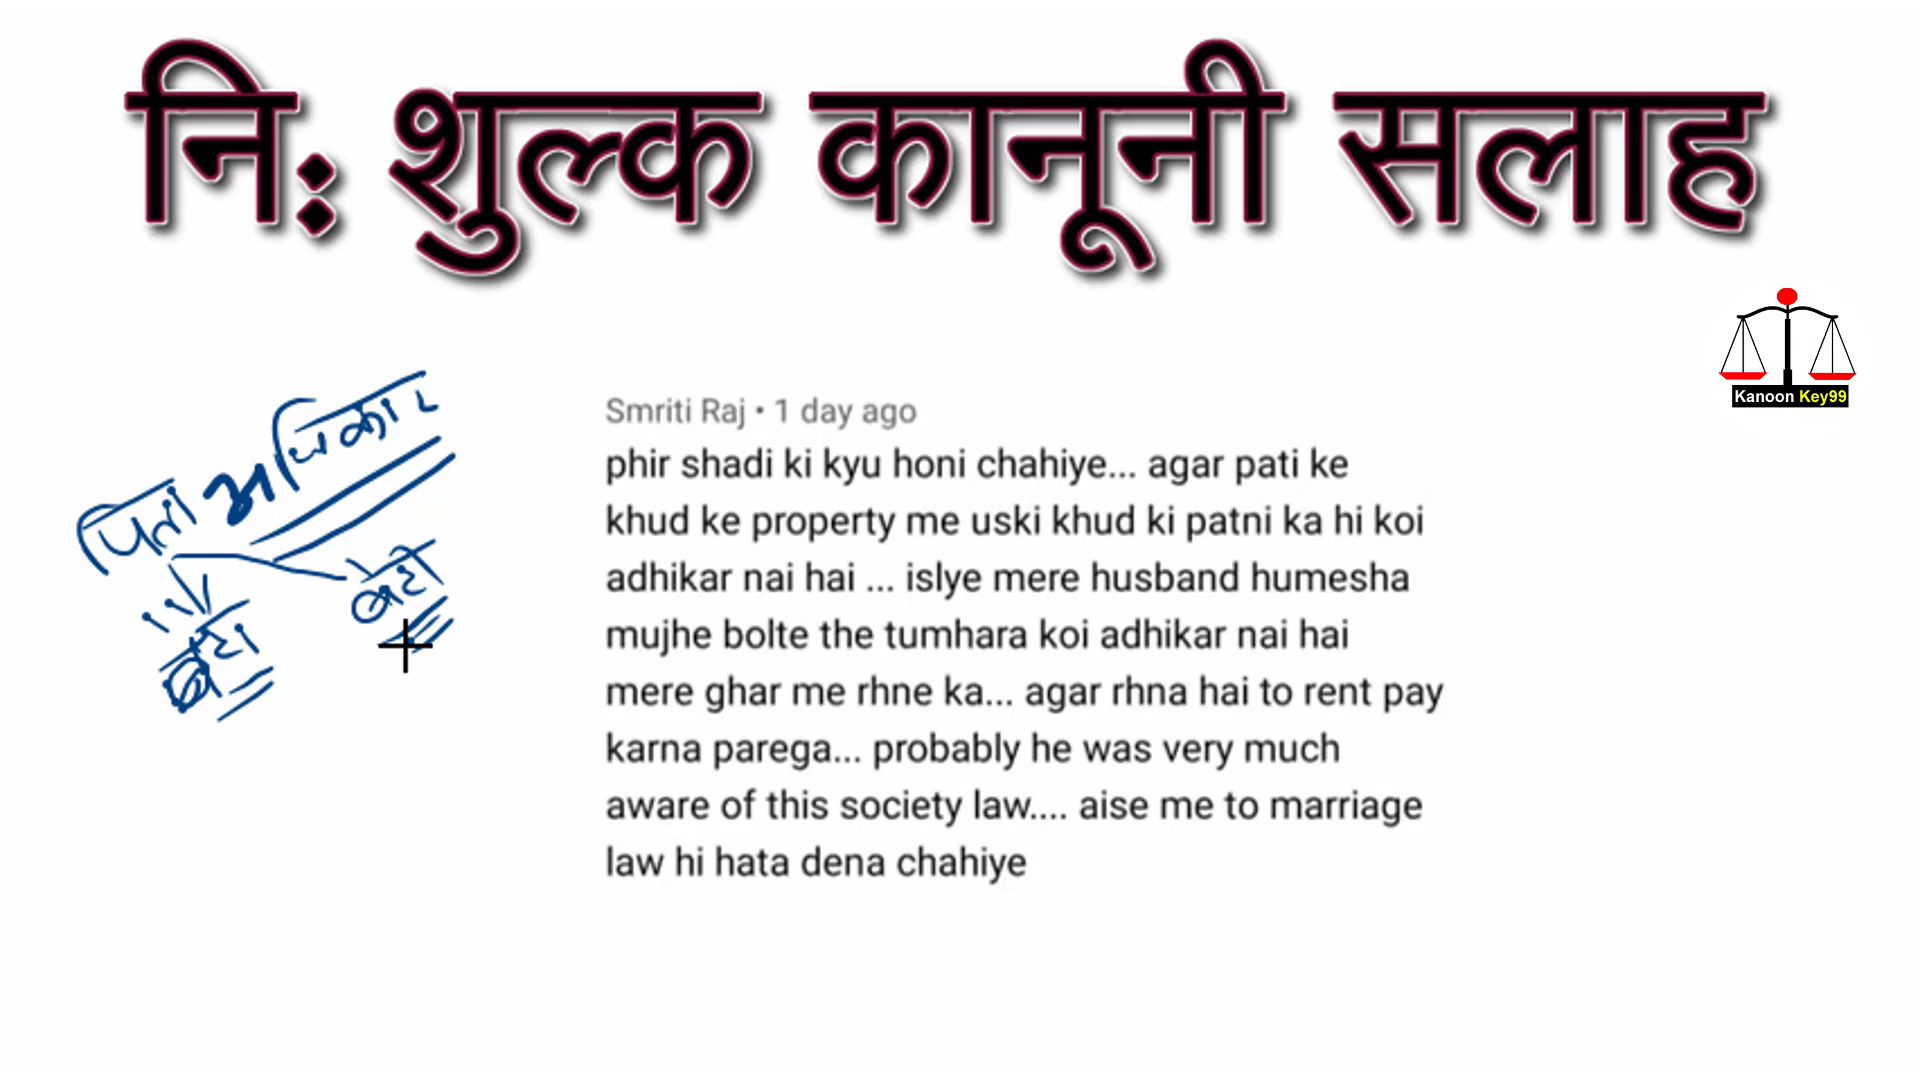 नि: शुल्क कानूनी सलाह
Kanoon Key99
पिता अधिकार
बेटा
Smriti Raj • 1 day ago
phir shadi ki kyu honi chahiye... agar pati ke
khud ke property me uski khud ki patni ka hi koi
adhikar nai hai ... islye mere husband humesha
mujhe bolte the tumhara koi adhikar nai hai
mere ghar me rhne ka... agar rhna hai to rent pay
karna parega... probably he was very much
aware of this society law.... aise me to marriage
law hi hata dena chahiye